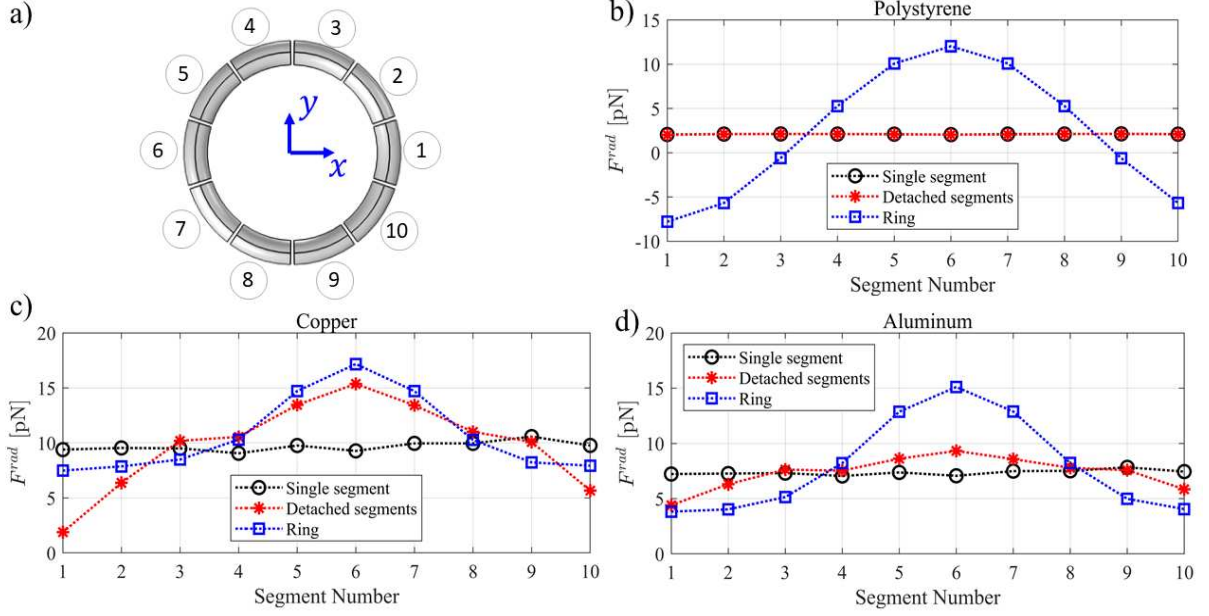 a)
4
3
5
2
6
1
7
10
8
9
y
x
b)
Polystyrene
15
10
5
0
-5
-10
F^rad [pN]
Single segment
Detached segments
Ring
1 2 3 4 5 6 7 8 9 10
Segment Number
c)
Copper
20
15
10
5
0
F^rad [pN]
Single segment
Detached segments
Ring
1 2 3 4 5 6 7 8 9 10
Segment Number
d)
Aluminum
20
15
10
5
0
F^rad [pN]
Single segment
Detached segments
Ring
1 2 3 4 5 6 7 8 9 10
Segment Number